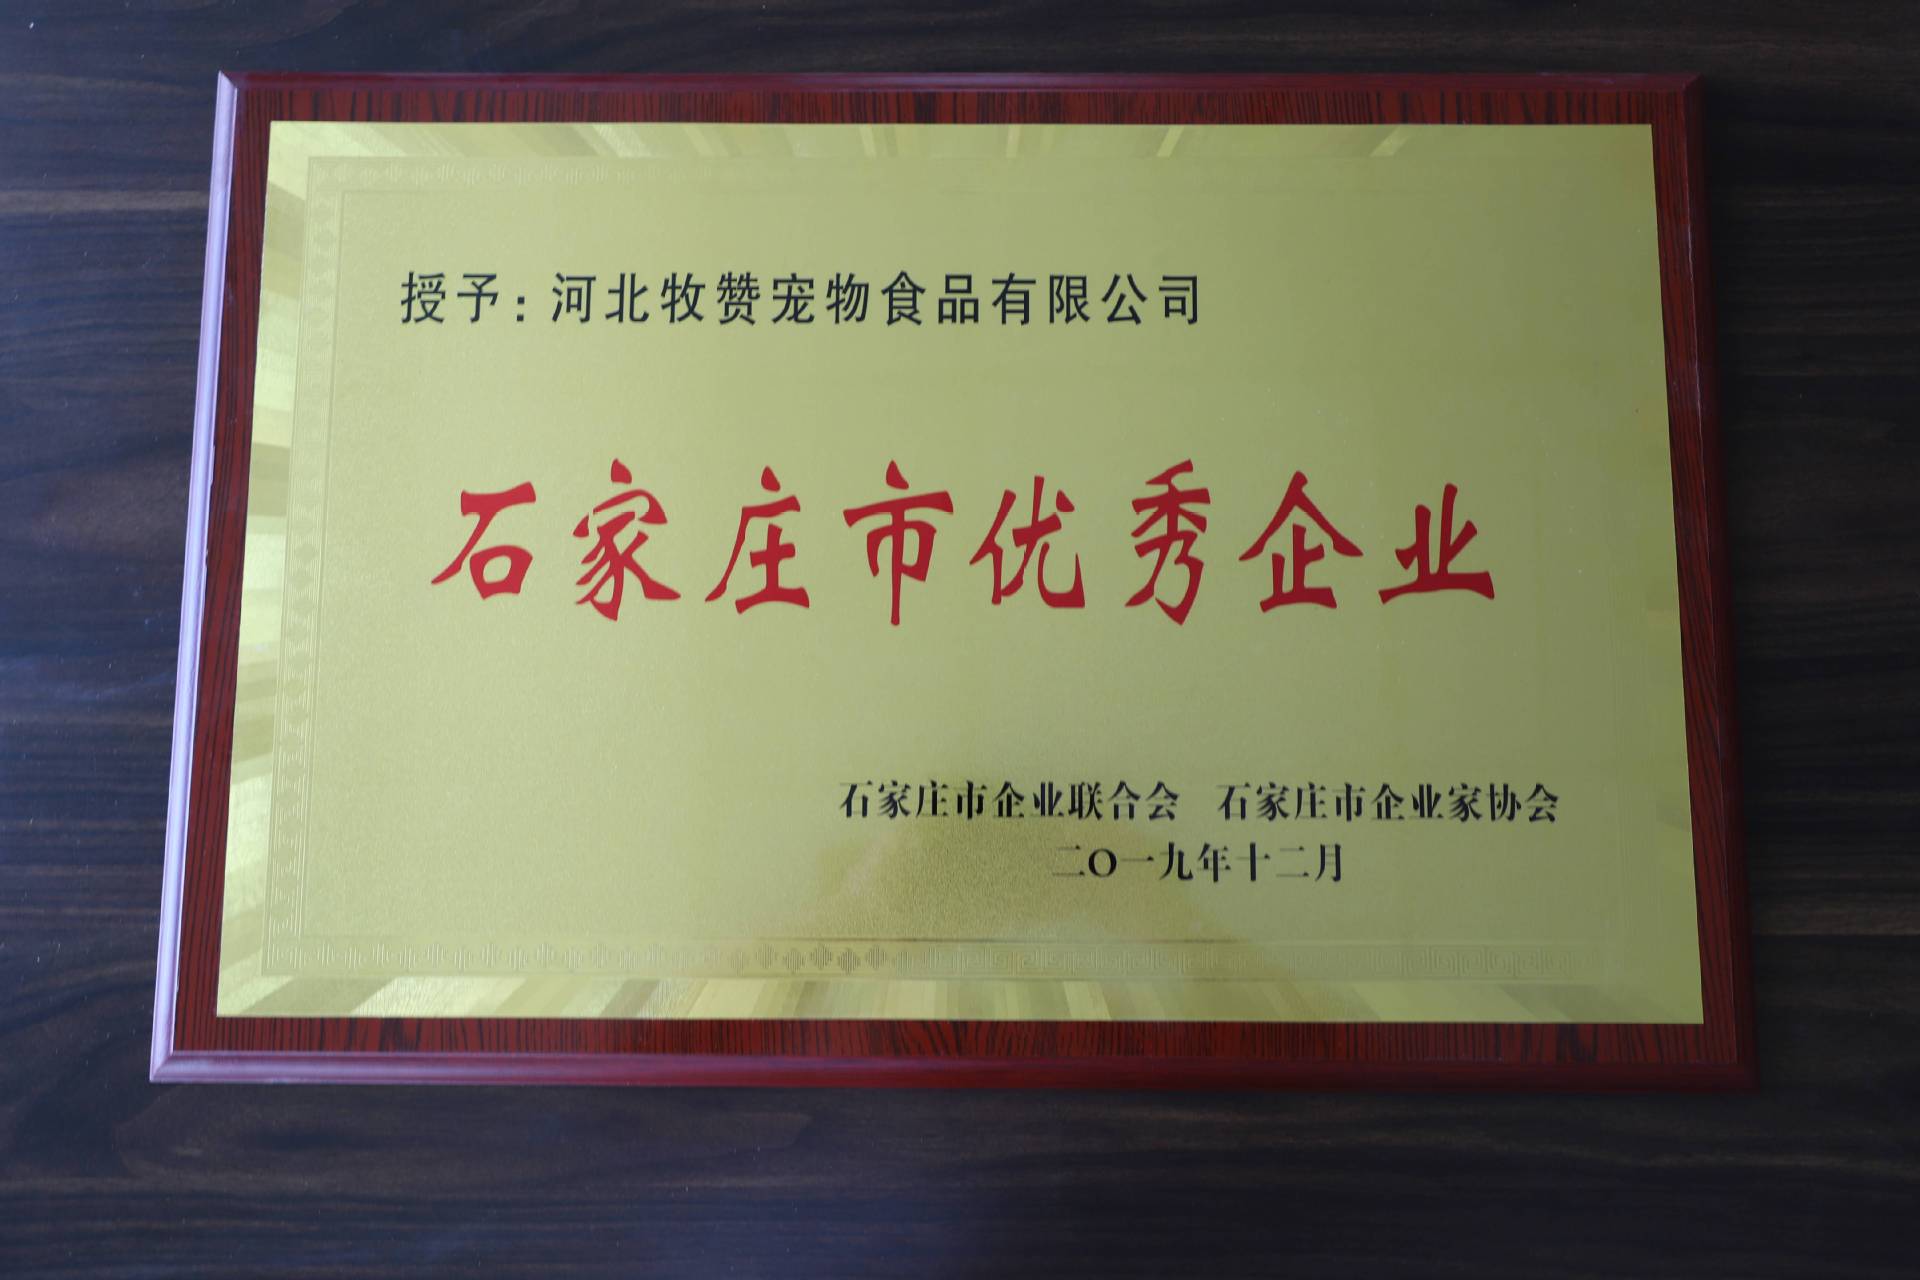 授予：河北牧赞宠物食品有限公司
石家庄市优秀企业
石家庄市企业联合会 石家庄市企业家协会
二〇一九年十二月